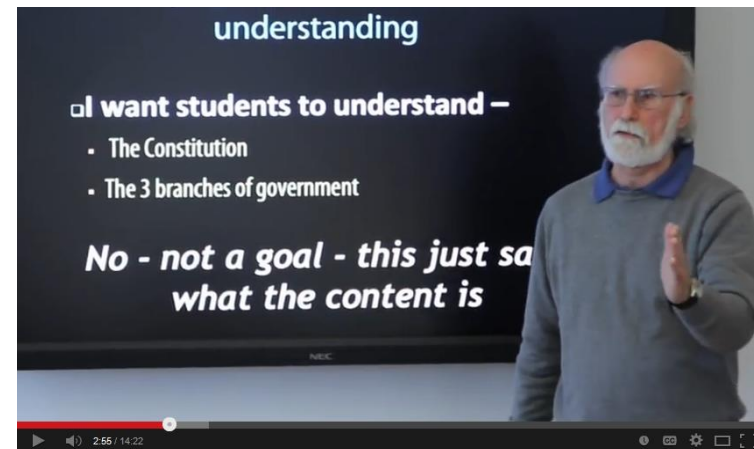 understanding
I want students to understand –
▪ The Constitution
▪ The 3 branches of government
No - not a goal - this just sa
what the content is
NEC
2:55 / 14:22
CC